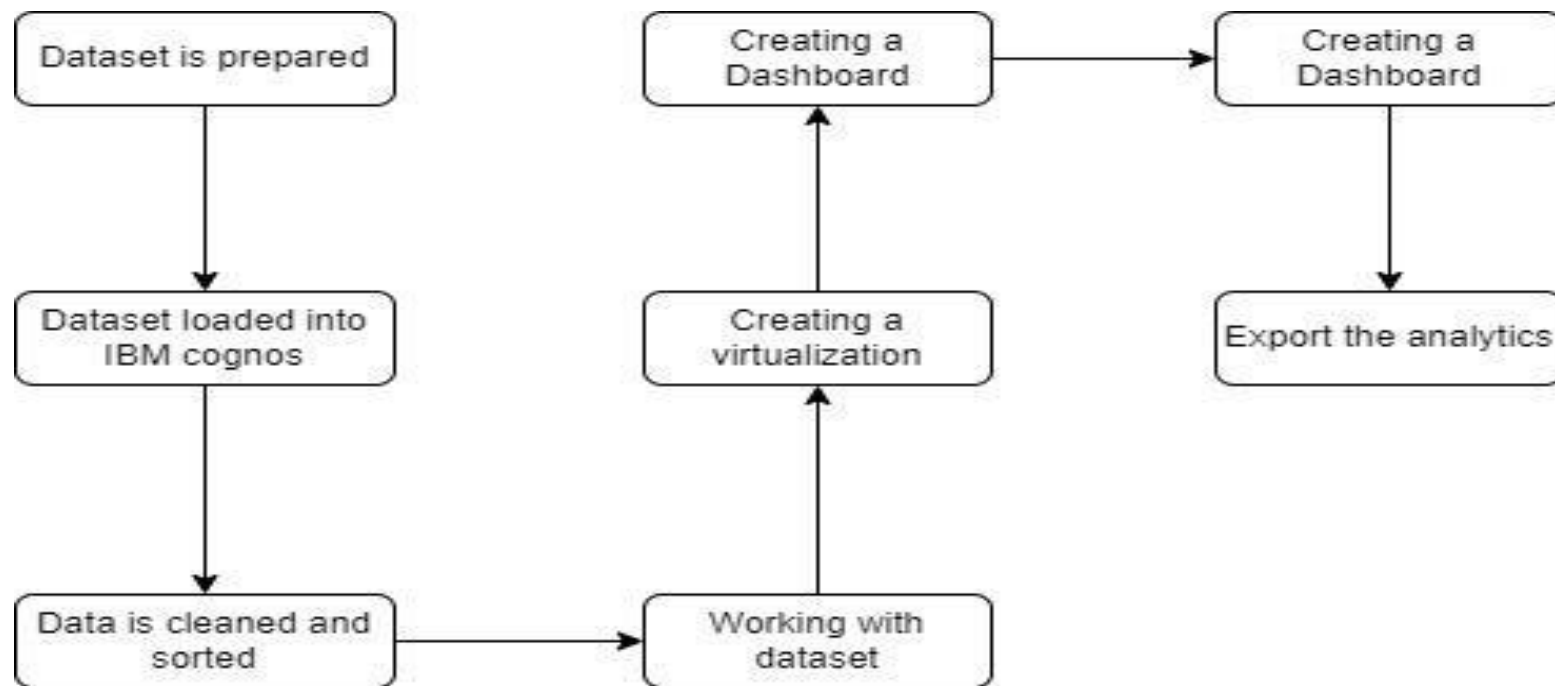 Dataset is prepared
Dataset loaded into
IBM cognos
Data is cleaned and
sorted
Working with
dataset
Creating a
virtualization
Creating a
Dashboard
Creating a
Dashboard
Export the analytics